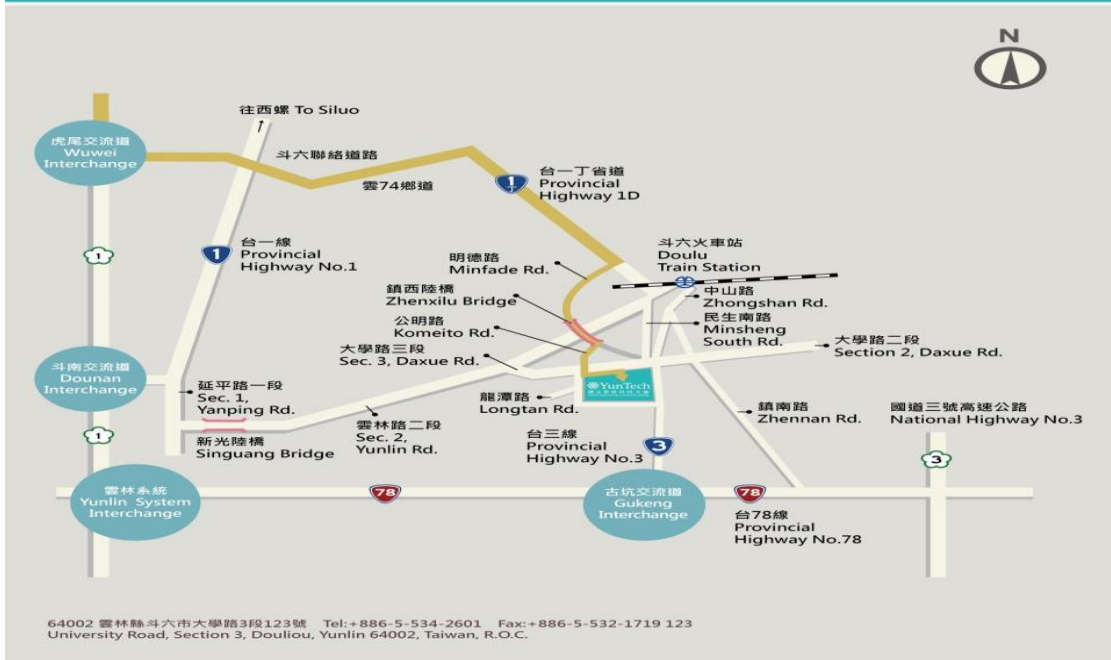 N
往西螺 To Siluo
虎尾交流道
Wuwei
Interchange
斗六聯絡道路
雲74鄉道
1
台一丁省道
Provincial
Highway 1D
1
台一線
Provincial
Highway No.1
1
明德路
Minfade Rd.
斗六火車站
Doulu
Train Station
鎮西陸橋
Zhenxilu Bridge
中山路
Zhongshan Rd.
公明路
Komeito Rd.
民生南路
Minsheng
South Rd.
大學路三段
Sec. 3, Daxue Rd.
大學路二段
Section 2, Daxue Rd.
斗南交流道
Dounan
Interchange
延平路一段
Sec. 1,
Yanping Rd.
YunTech
龍潭路
Longtan Rd.
鎮南路
Zhennan Rd.
國道三號高速公路
National Highway No.3
1
新光陸橋
Singuang Bridge
雲林路二段
Sec. 2,
Yunlin Rd.
台三線
Provincial
Highway No.3
3
3
雲林系統
Yunlin System
Interchange
78
古坑交流道
Gukeng
Interchange
78
台78線
Provincial
Highway No.78
64002 雲林縣斗六市大學路3段123號 Tel:+886-5-534-2601 Fax:+886-5-532-1719 123
University Road, Section 3, Douliou, Yunlin 64002, Taiwan, R.O.C.